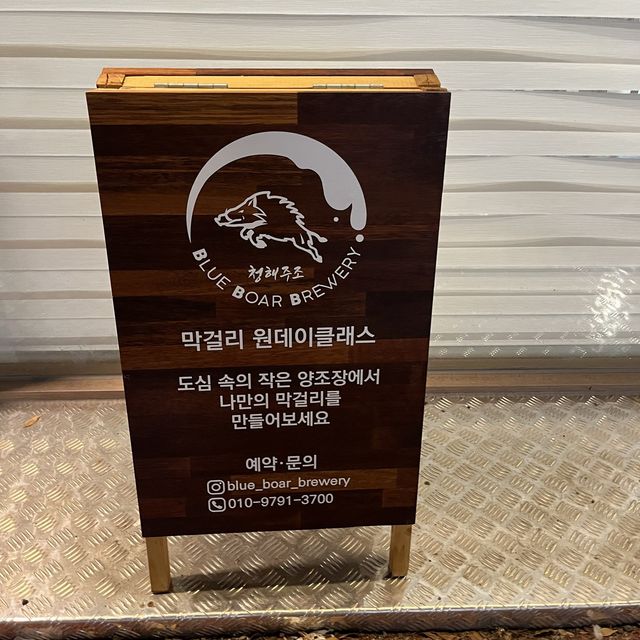 청해주조
BLUE BOAR BREWERY
막걸리 원데이클래스
도심 속의 작은 양조장에서
나만의 막걸리를
만들어보세요
예약·문의
blue_boar_brewery
010-9791-3700